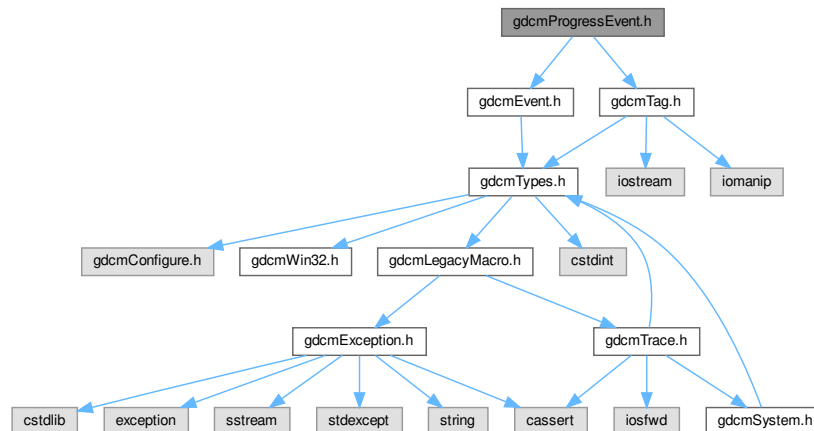 gdcmProgressEvent.h
gdcmEvent.h
gdcmTag.h
gdcmTypes.h
iostream
iomanip
gdcmConfigure.h
gdcmWin32.h
gdcmLegacyMacro.h
cstdint
gdcmException.h
gdcmTrace.h
cstdlib
exception
sstream
stdexcept
string
cassert
iosfwd
gdcmSystem.h